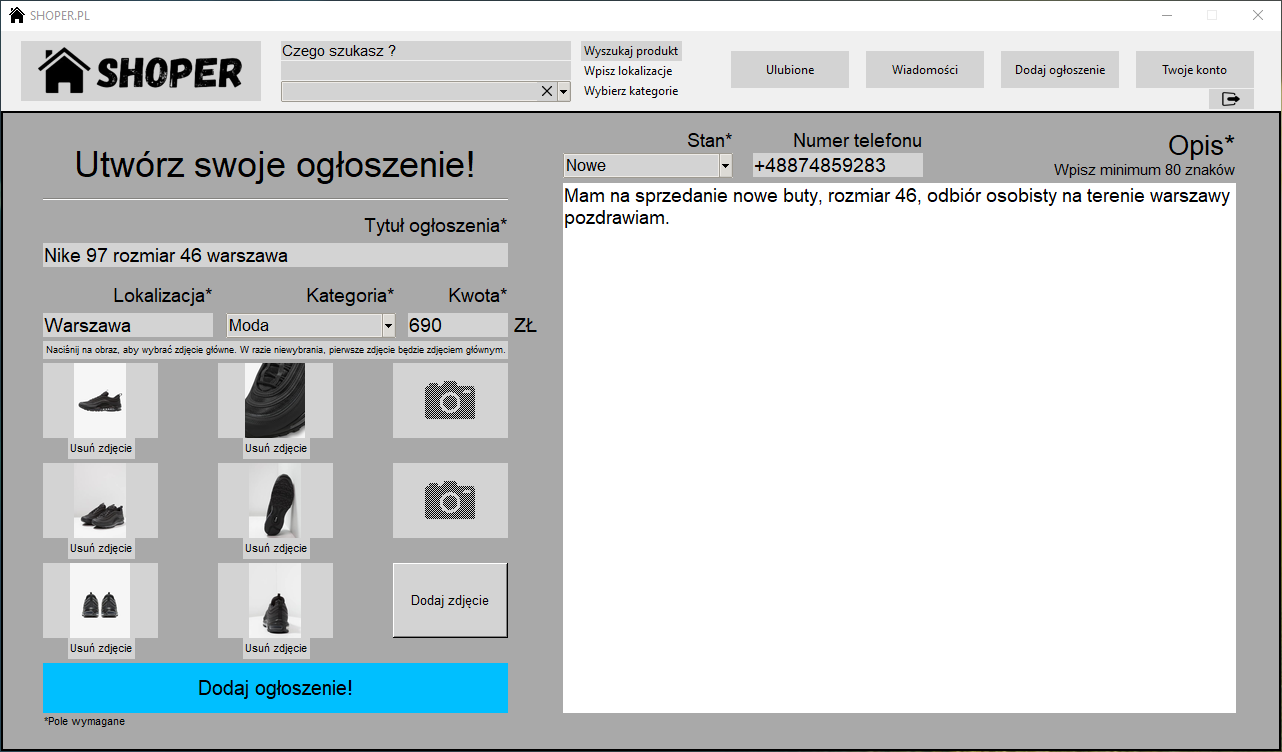 SHOPER.PL
SHOPER
Czego szukasz ?
Wyszukaj produkt
Wpisz lokalizacje
Wybierz kategorie
Ulubione
Wiadomości
Dodaj ogłoszenie
Twoje konto
Utwórz swoje ogłoszenie!
Tytuł ogłoszenia*
Nike 97 rozmiar 46 warszawa
Lokalizacja*
Kategoria*
Kwota*
Warszawa
Moda
690
ZŁ
Naciśnij na obraz, aby wybrać zdjęcie główne. W razie niewybrania, pierwsze zdjęcie będzie zdjęciem głównym.
Usuń zdjęcie
Usuń zdjęcie
Usuń zdjęcie
Usuń zdjęcie
Dodaj zdjęcie
Usuń zdjęcie
Usuń zdjęcie
Dodaj ogłoszenie!
*Pole wymagane
Stan*
Numer telefonu
Opis*
Nowe
+48874859283
Wpisz minimum 80 znaków
Mam na sprzedanie nowe buty, rozmiar 46, odbiór osobisty na terenie warszawy
pozdrawiam.